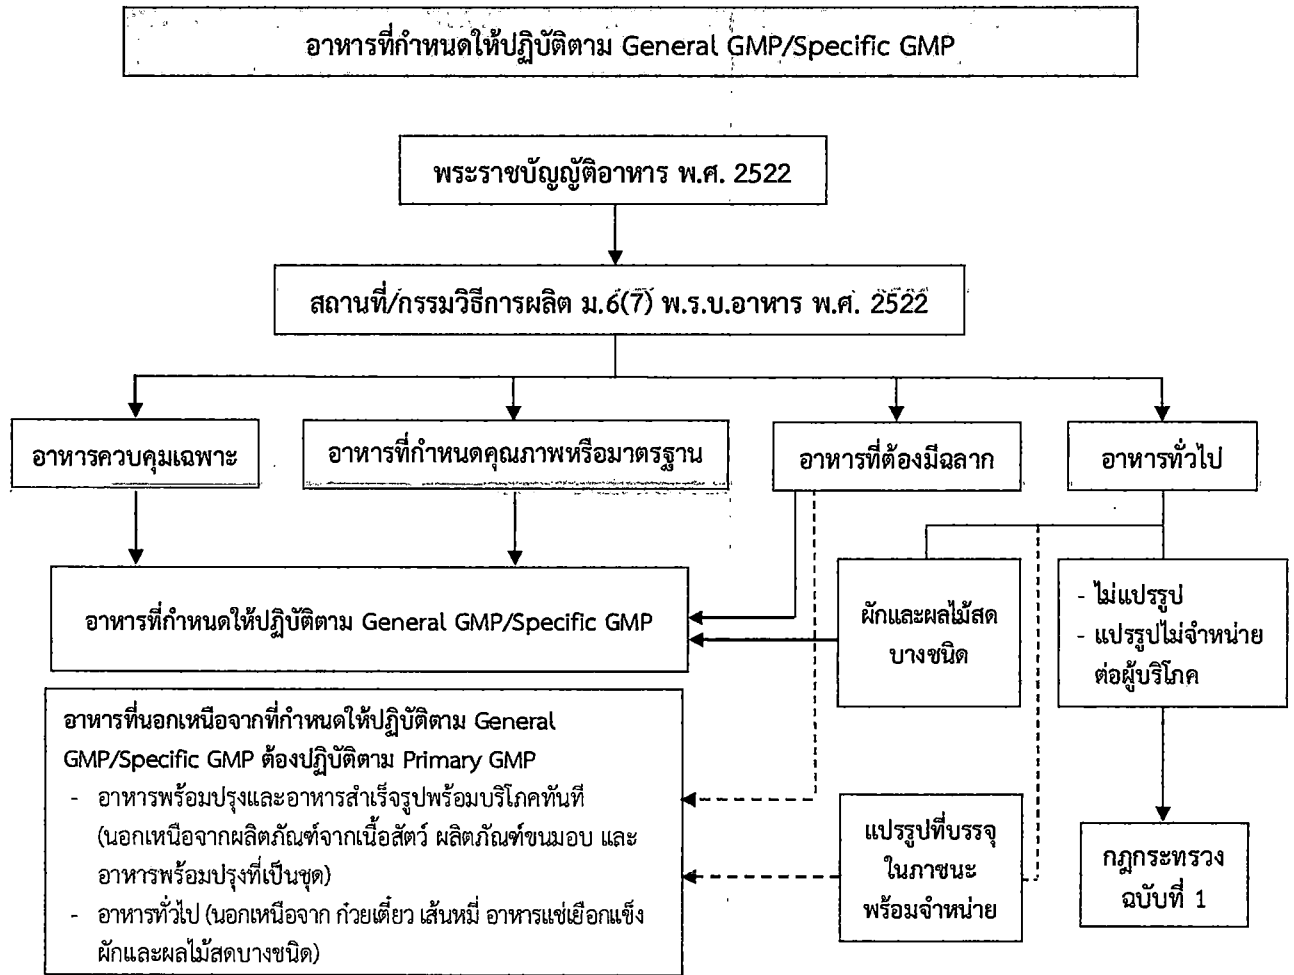 อาหารที่กำหนดให้ปฏิบัติตาม General GMP/Specific GMP
พระราชบัญญัติอาหาร พ.ศ. 2522
สถานที่/กรรมวิธีการผลิต ม.6(7) พ.ร.บ.อาหาร พ.ศ. 2522
อาหารควบคุมเฉพาะ
อาหารที่กำหนดคุณภาพหรือมาตรฐาน
อาหารที่ต้องมีฉลาก
อาหารทั่วไป
อาหารที่กำหนดให้ปฏิบัติตาม General GMP/Specific GMP
ผักและผลไม้สด
บางชนิด
- ไม่แปรรูป
- แปรรูปไม่จำหน่าย
ต่อผู้บริโภค
อาหารที่นอกเหนือจากที่กำหนดให้ปฏิบัติตาม General
GMP/Specific GMP ต้องปฏิบัติตาม Primary GMP
- อาหารพร้อมปรุงและอาหารสำเร็จรูปพร้อมบริโภคทันที
(นอกเหนือจากผลิตภัณฑ์จากเนื้อสัตว์ ผลิตภัณฑ์ขนมอบ และ
อาหารพร้อมปรุงที่เป็นชุด)
- อาหารทั่วไป (นอกเหนือจาก ก๋วยเตี๋ยว เส้นหมี่ อาหารแช่เยือกแข็ง
ผักและผลไม้สดบางชนิด)
แปรรูปที่บรรจุ
ในภาชนะ
พร้อมจำหน่าย
กฎกระทรวง
ฉบับที่ 1